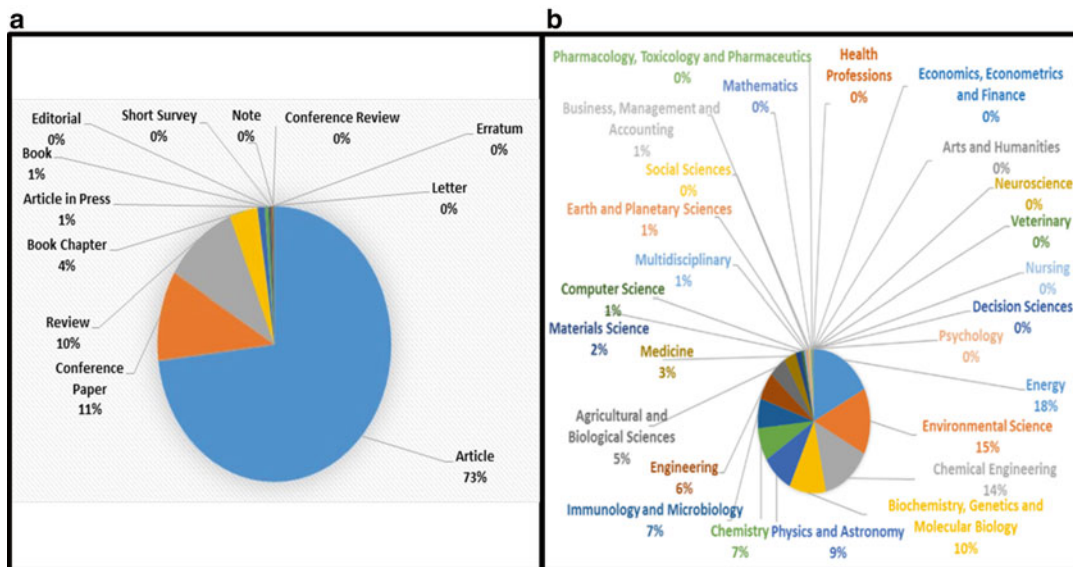 a
Editorial
0%
Short Survey
0%
Note
0%
Conference Review
0%
Erratum
0%
Book
1%
Letter
0%
Article in Press
1%
Book Chapter
4%
Review
10%
Conference
Paper
11%
Article
73%
b
Pharmacology, Toxicology and Pharmaceutics
0%
Health
Professions
0%
Economics, Econometrics
and Finance
0%
Mathematics
0%
Business, Management and
Accounting
1%
Arts and Humanities
0%
Social Sciences
0%
Neuroscience
0%
Earth and Planetary Sciences
1%
Veterinary
0%
Multidisciplinary
1%
Nursing
0%
Computer Science
1%
Decision Sciences
0%
Materials Science
2%
Psychology
0%
Medicine
3%
Energy
18%
Agricultural and
Biological Sciences
5%
Environmental Science
15%
Engineering
6%
Chemical Engineering
14%
Immunology and Microbiology
7%
Chemistry
7%
Physics and Astronomy
9%
Biochemistry, Genetics and
Molecular Biology
10%